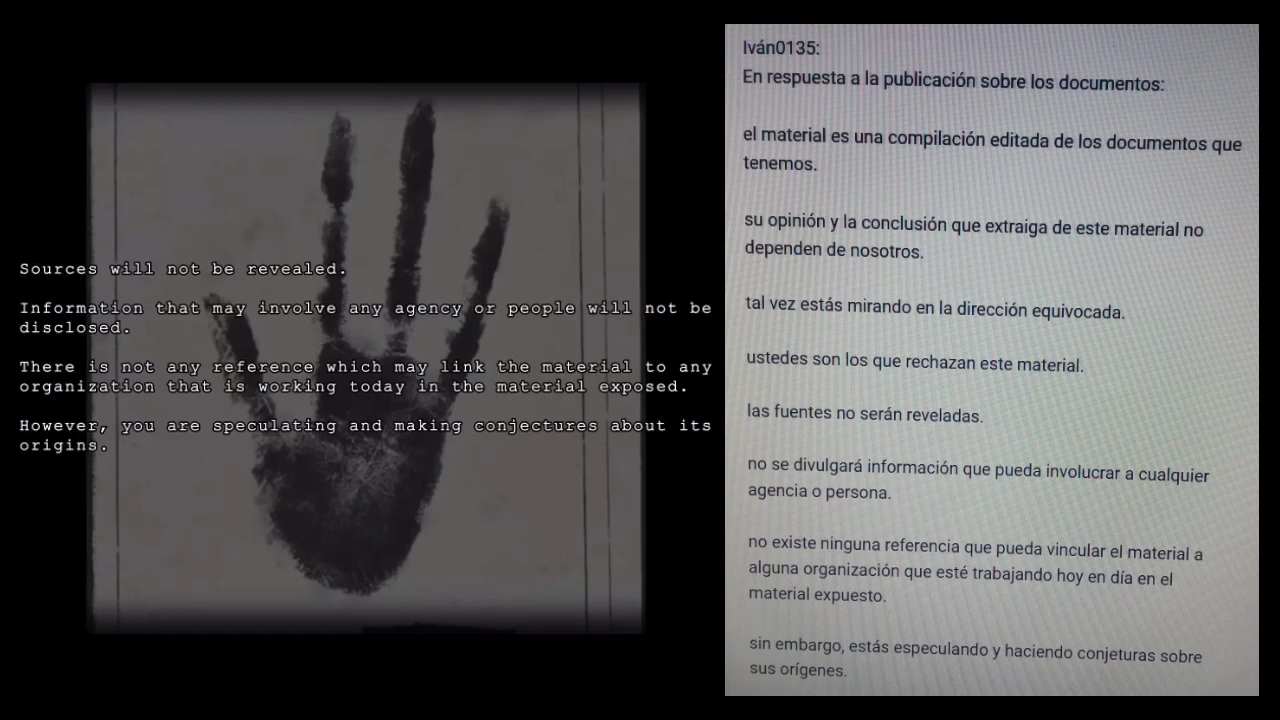 Sources will not be revealed.
Information that may involve any agency or people will not be
disclosed.
There is not any reference which may link the material to any
organization that is working today in the material exposed.
However, you are speculating and making conjectures about its
origins.
Iván0135:
En respuesta a la publicación sobre los documentos:
el material es una compilación editada de los documentos que
tenemos.
su opinión y la conclusión que extraiga de este material no
dependen de nosotros.
tal vez estás mirando en la dirección equivocada.
ustedes son los que rechazan este material.
las fuentes no serán reveladas.
no se divulgará información que pueda involucrar a cualquier
agencia o persona.
no existe ninguna referencia que pueda vincular el material a
alguna organización que esté trabajando hoy en día en el
material expuesto.
sin embargo, estás especulando y haciendo conjeturas sobre
sus orígenes.